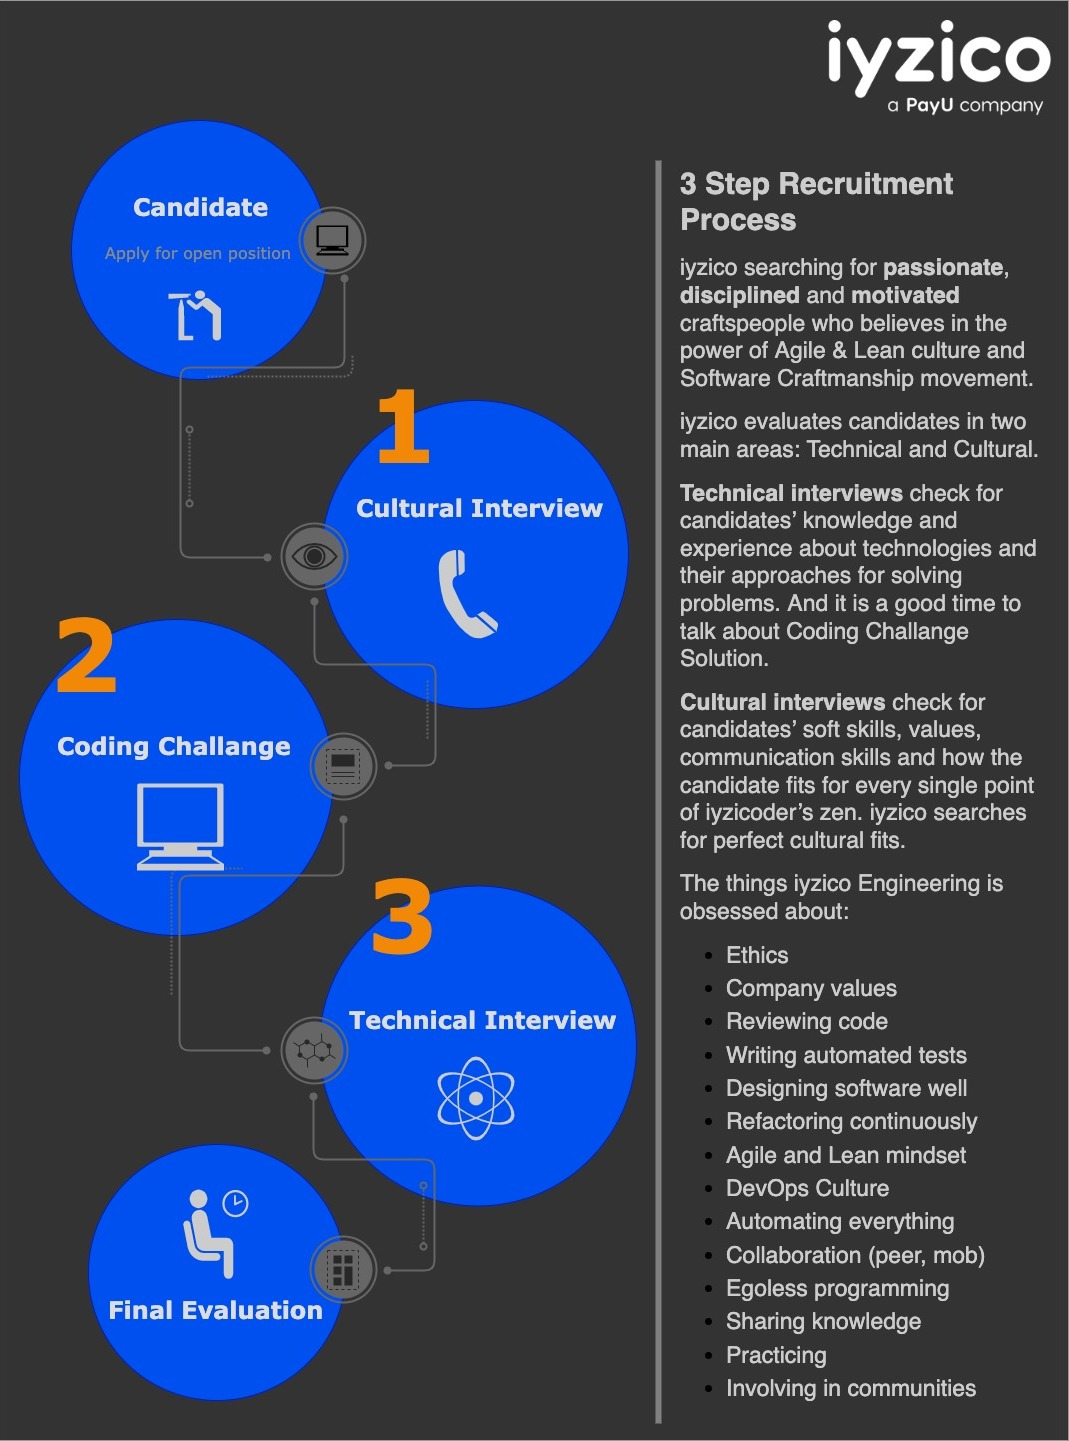 iyzico
a PayU company
Candidate
Apply for open position
1
Cultural Interview
2
Coding Challange
3
Technical Interview
Final Evaluation
3 Step Recruitment
Process
iyzico searching for passionate,
disciplined and motivated
craftspeople who believes in the
power of Agile & Lean culture and
Software Craftmanship movement.
iyzico evaluates candidates in two
main areas: Technical and Cultural.
Technical interviews check for
candidates’ knowledge and
experience about technologies and
their approaches for solving
problems. And it is a good time to
talk about Coding Challange
Solution.
Cultural interviews check for
candidates’ soft skills, values,
communication skills and how the
candidate fits for every single point
of iyzicoder’s zen. iyzico searches
for perfect cultural fits.
The things iyzico Engineering is
obsessed about:
• Ethics
• Company values
• Reviewing code
• Writing automated tests
• Designing software well
• Refactoring continuously
• Agile and Lean mindset
• DevOps Culture
• Automating everything
• Collaboration (peer, mob)
• Egoless programming
• Sharing knowledge
• Practicing
• Involving in communities